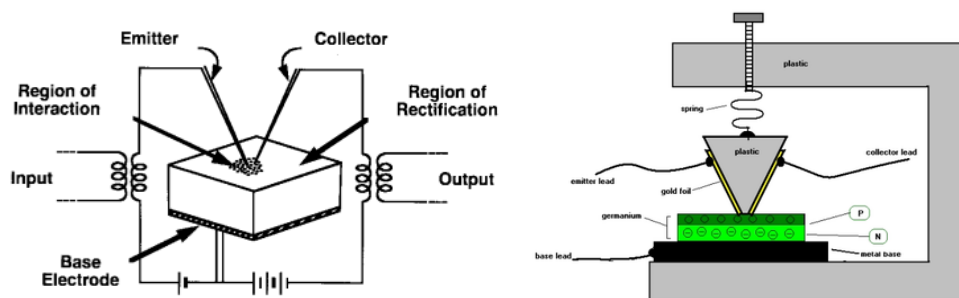 Emitter
Collector
Region of
Interaction
Region of
Rectification
Input
Output
Base
Electrode
plastic
spring
plastic
emitter lead
collector lead
gold foil
germanium
P
N
base lead
metal base